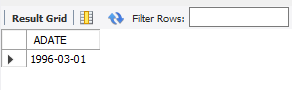 Result Grid Filter Rows:
ADATE
1996-03-01